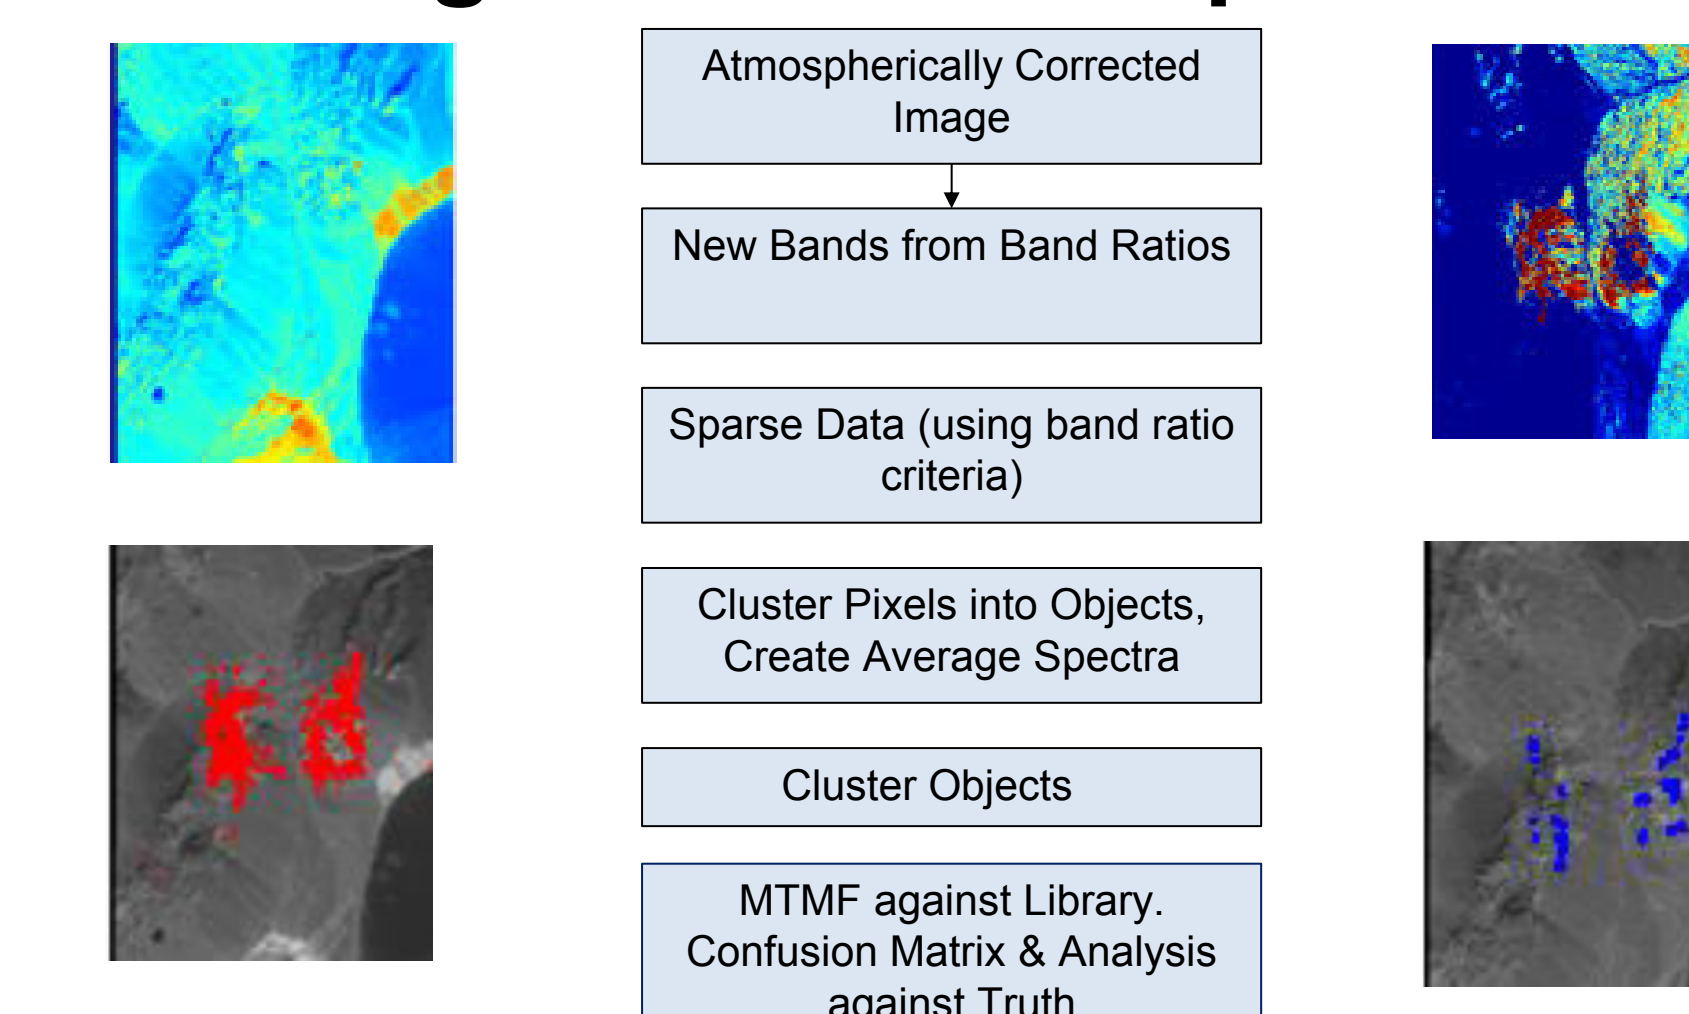 Atmospherically Corrected
Image
New Bands from Band Ratios
Sparse Data (using band ratio
criteria)
Cluster Pixels into Objects,
Create Average Spectra
Cluster Objects
MTMF against Library.
Confusion Matrix & Analysis
against Truth